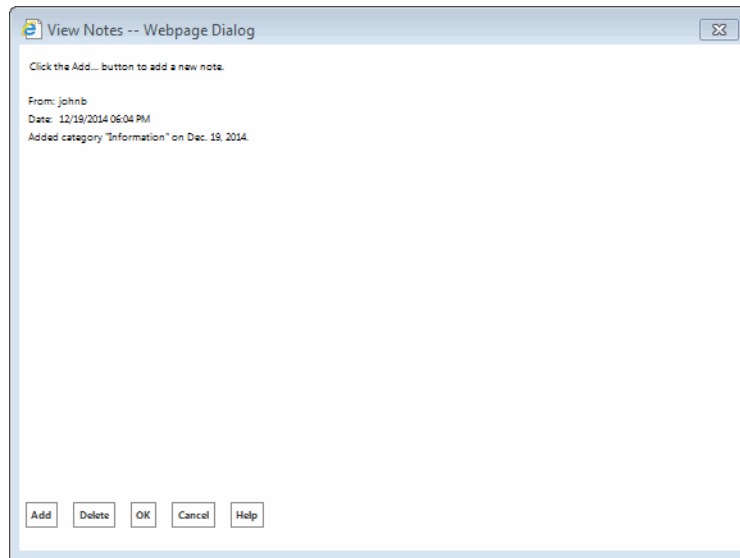 View Notes -- Webpage Dialog
Click the Add... button to add a new note.
From: johnb
Date: 12/19/2014 06:04 PM
Added category "Information" on Dec. 19, 2014.
Add Delete OK Cancel Help